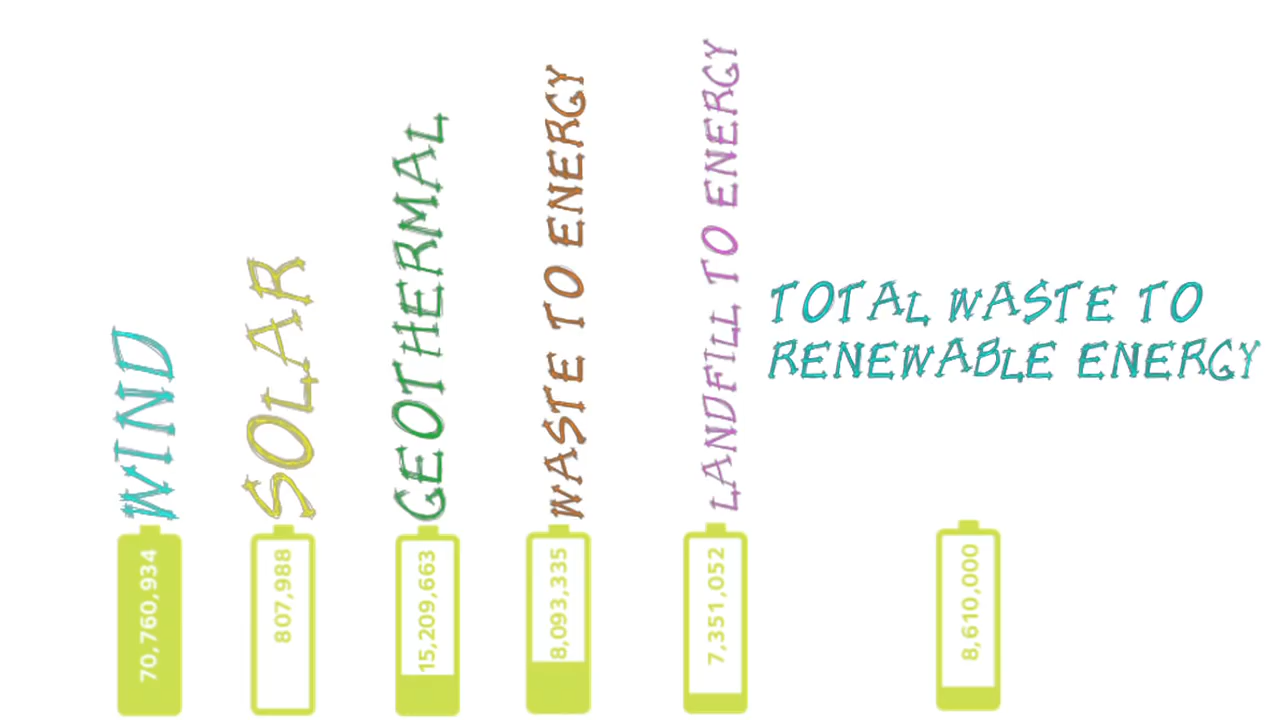 WIND
70,760,934
SOLAR
807,988
GEOTHERMAL
15,209,663
WASTE TO ENERGY
8,093,335
LANDFILL TO ENERGY
7,351,052
TOTAL WASTE TO
RENEWABLE ENERGY
8,610,000